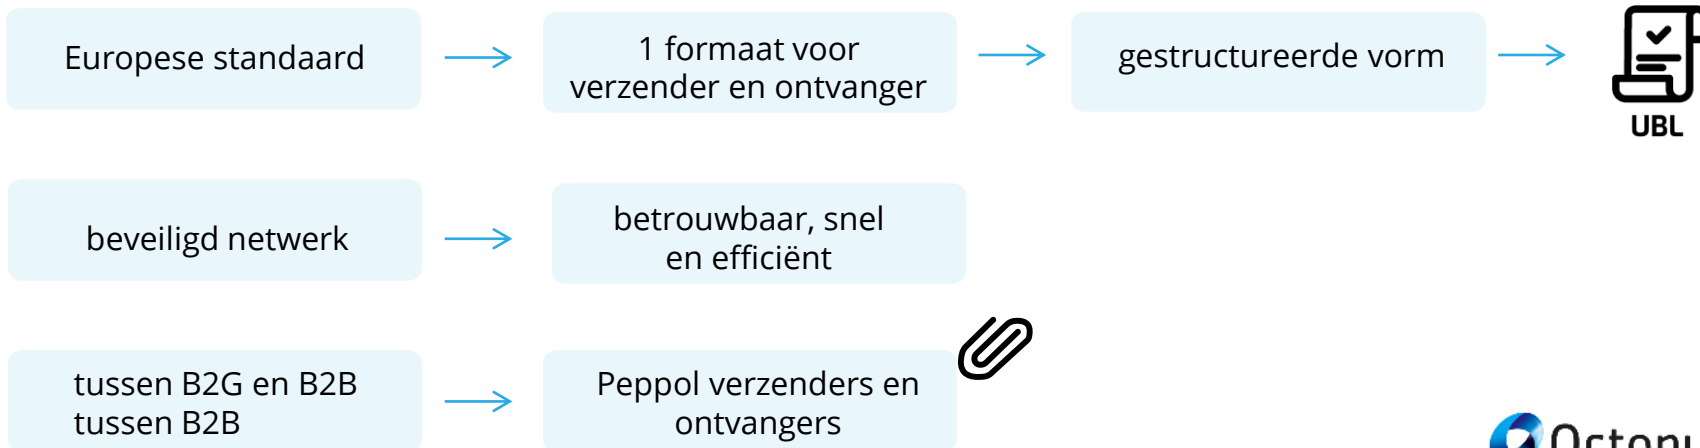 Europese standaard
1 formaat voor
verzender en ontvanger
gestructureerde vorm
UBL
beveiligd netwerk
betrouwbaar, snel
en efficiënt
tussen B2G en B2B
tussen B2B
Peppol verzenders en
ontvangers